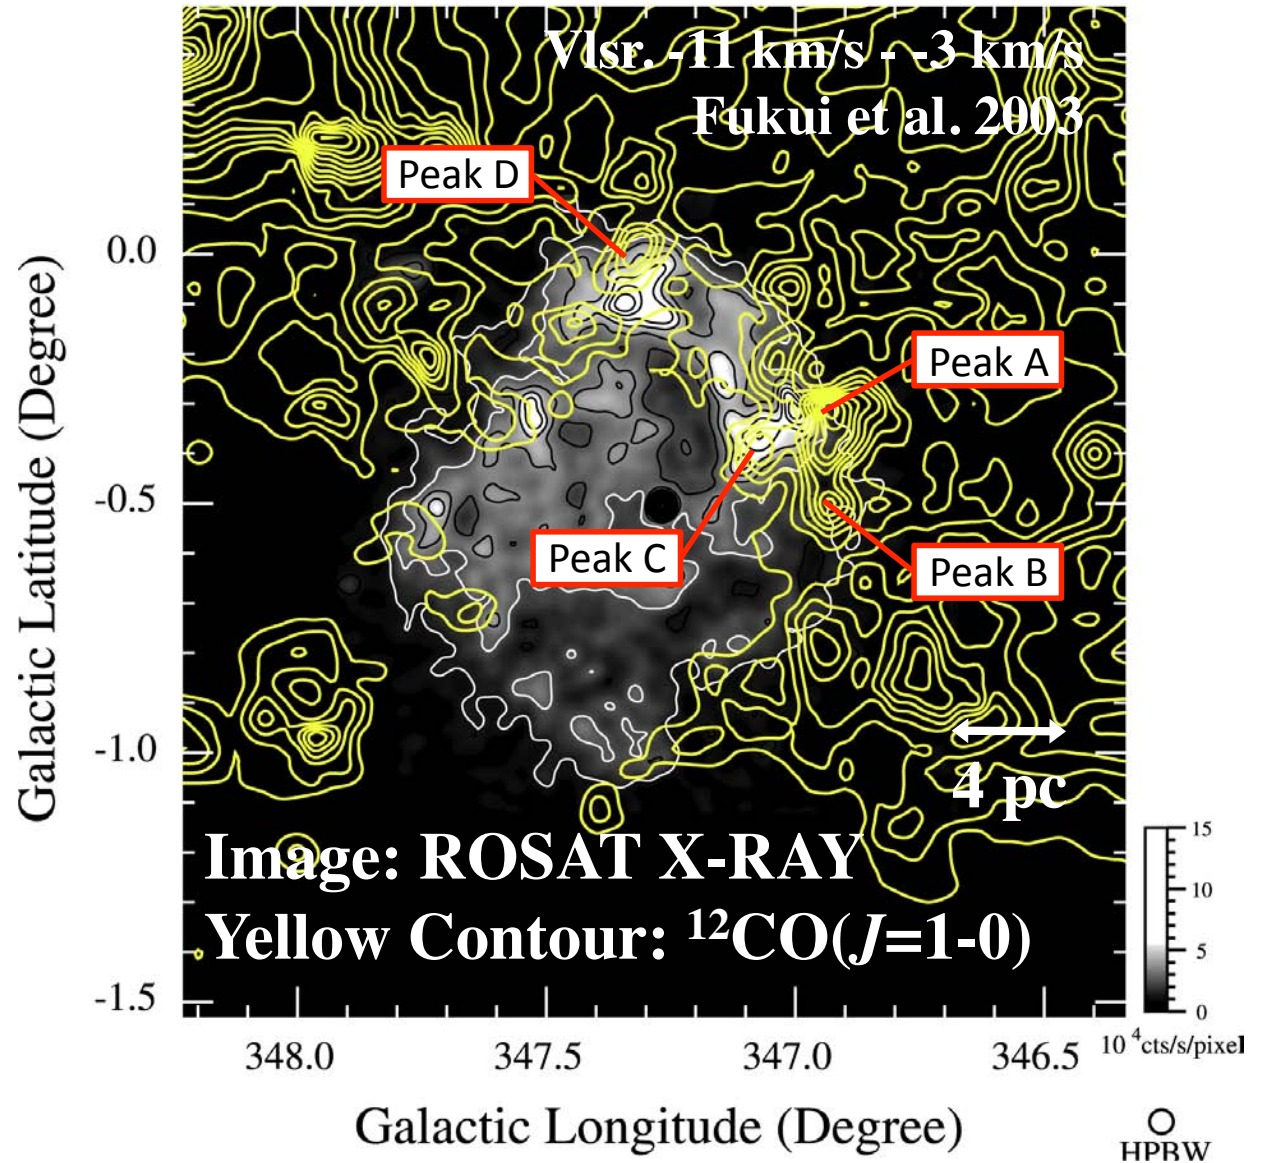 Vlsr. -11 km/s - -3 km/s
Fukui et al. 2003
Peak D
Peak A
Peak C
Peak B
4 pc
Image: ROSAT X-RAY
Yellow Contour: ¹²CO(J=1-0)
Galactic Latitude (Degree)
0.0
-0.5
-1.0
-1.5
348.0
347.5
347.0
346.5
Galactic Longitude (Degree)
15
10
5
0
10 ⁴cts/s/pixel
HPBW